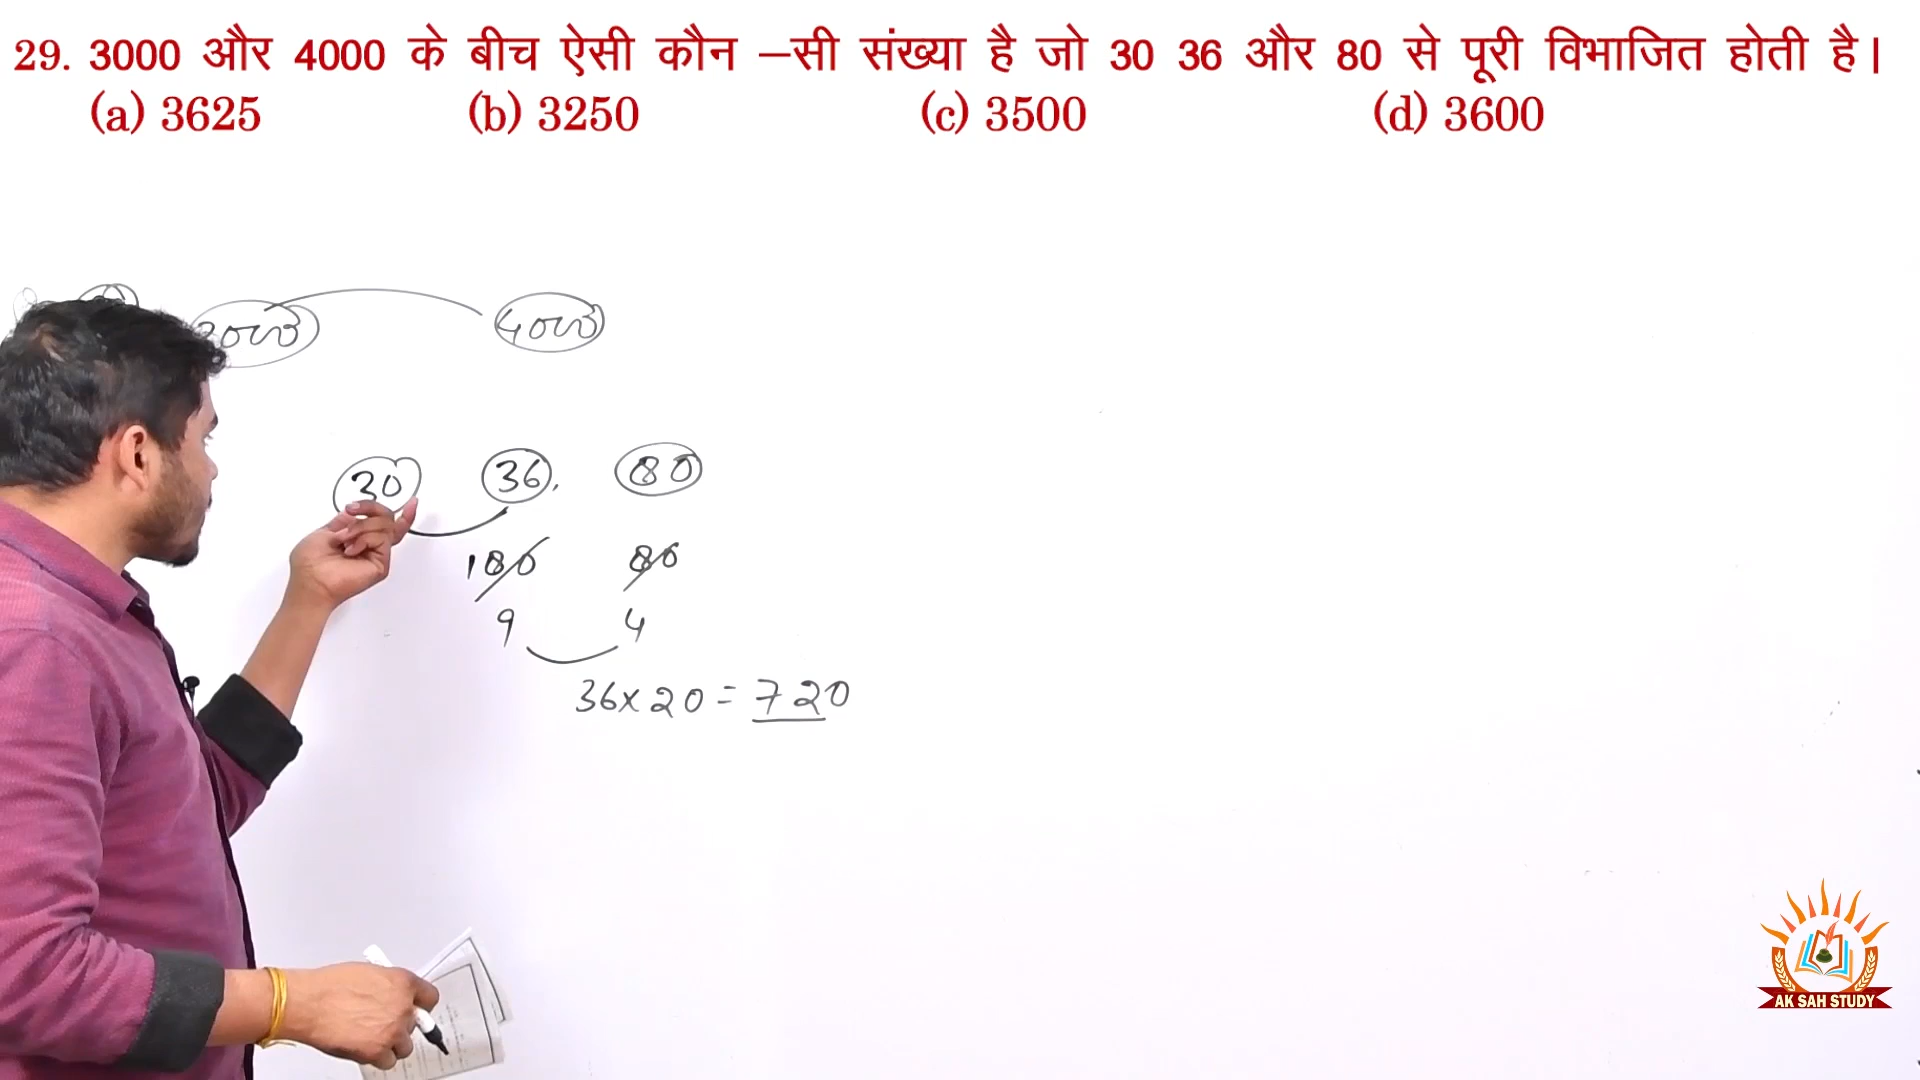 29. 3000 और 4000 के बीच ऐसी कौन –सी संख्या है जो 30 36 और 80 से पूरी विभाजित होती है।
(a) 3625 (b) 3250 (c) 3500 (d) 3600
3000 4000
30 36, 80
180 80
9 4
36x20=720
AK SAH STUDY